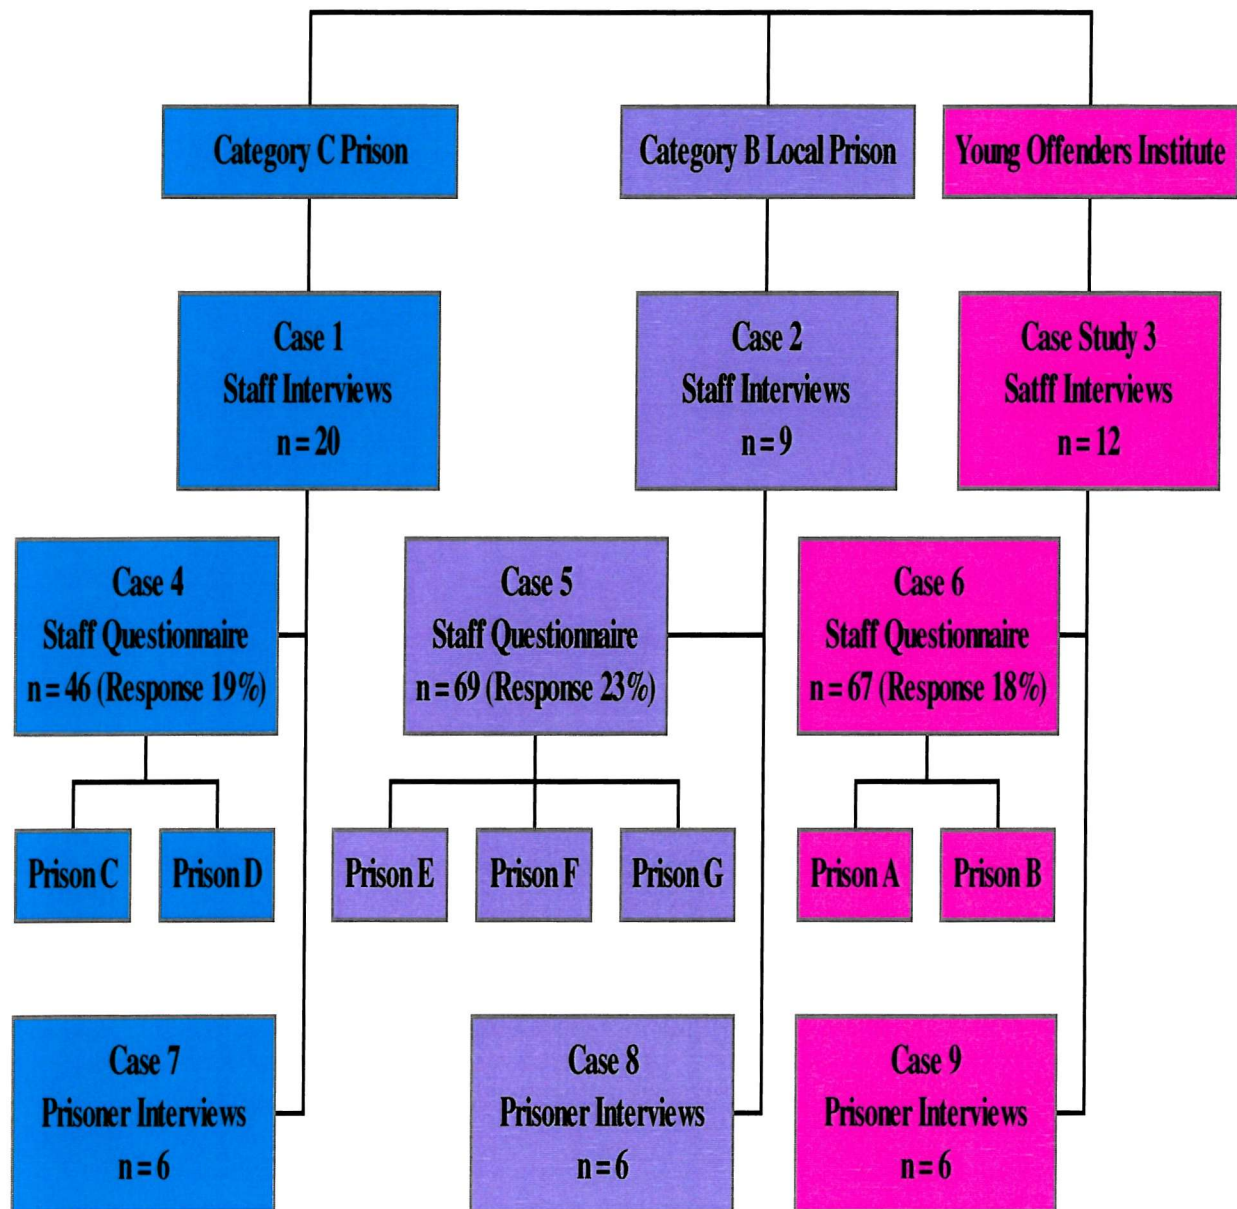 Category C Prison
Category B Local Prison
Young Offenders Institute
Case 1
Staff Interviews
n = 20
Case 2
Staff Interviews
n = 9
Case Study 3
Satff Interviews
n = 12
Case 4
Staff Questionnaire
n = 46 (Response 19%)
Case 5
Staff Questionnaire
n = 69 (Response 23%)
Case 6
Staff Questionnaire
n = 67 (Response 18%)
Prison C
Prison D
Prison E
Prison F
Prison G
Prison A
Prison B
Case 7
Prisoner Interviews
n = 6
Case 8
Prisoner Interviews
n = 6
Case 9
Prisoner Interviews
n = 6